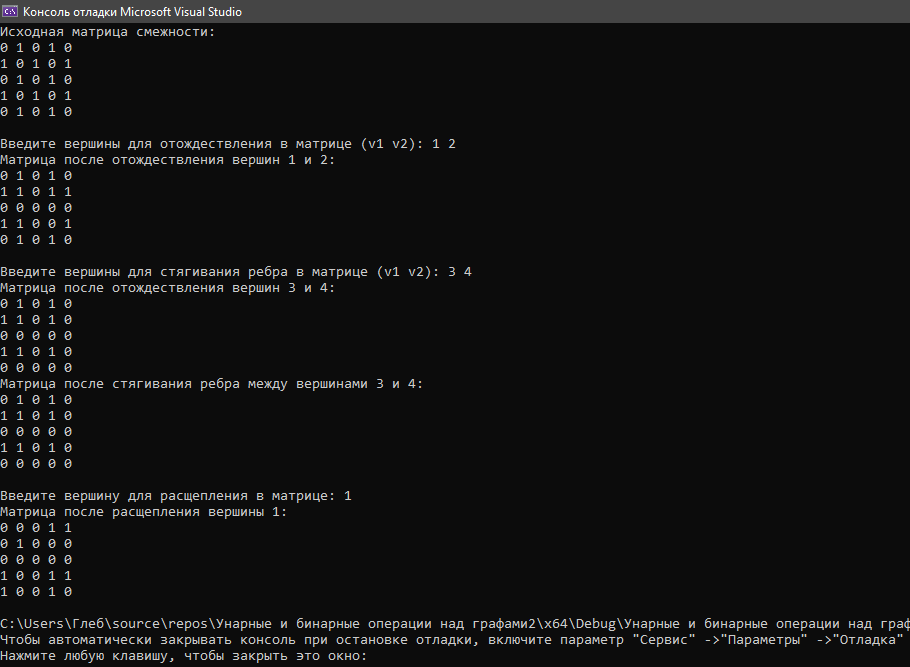 Консоль отладки Microsoft Visual Studio
Исходная матрица смежности:
0 1 0 1 0
1 0 1 0 1
0 1 0 1 0
1 0 1 0 1
0 1 0 1 0
Введите вершины для отождествления в матрице (v1 v2): 1 2
Матрица после отождествления вершин 1 и 2:
0 1 0 1 0
1 1 0 1 1
0 0 0 0 0
1 1 0 0 1
0 1 0 1 0
Введите вершины для стягивания ребра в матрице (v1 v2): 3 4
Матрица после отождествления вершин 3 и 4:
0 1 0 1 0
1 1 0 1 0
0 0 0 0 0
1 1 0 1 0
0 0 0 0 0
Матрица после стягивания ребра между вершинами 3 и 4:
0 1 0 1 0
1 1 0 1 0
0 0 0 0 0
1 1 0 1 0
0 0 0 0 0
Введите вершину для расщепления в матрице: 1
Матрица после расщепления вершины 1:
0 0 0 1 1
0 1 0 0 0
0 0 0 0 0
1 0 0 1 1
1 0 0 1 0
C:\Users\Глеб\source\repos\Унарные и бинарные операции над графами2\x64\Debug\Унарные и бинарные операции над граф
Чтобы автоматически закрывать консоль при остановке отладки, включите параметр "Сервис" ->"Параметры" ->"Отладка"
Нажмите любую клавишу, чтобы закрыть это окно: